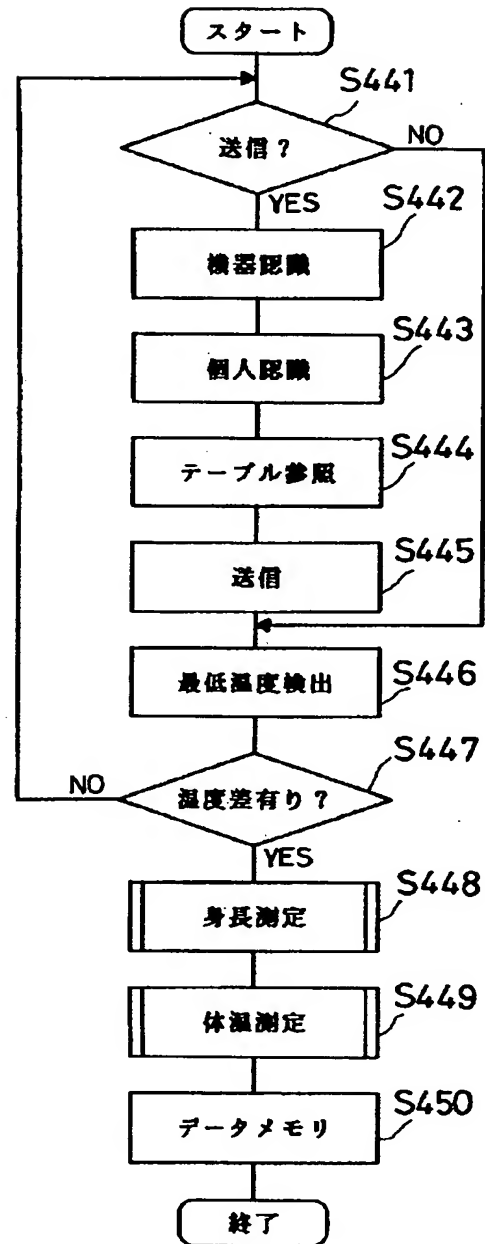 スタート
S441
送信?
NO
YES
S442
機器認識
S443
個人認識
S444
テーブル参照
S445
送信
S446
最低温度検出
S447
温度差有り?
NO
YES
S448
身長測定
S449
体温測定
S450
データメモリ
終了